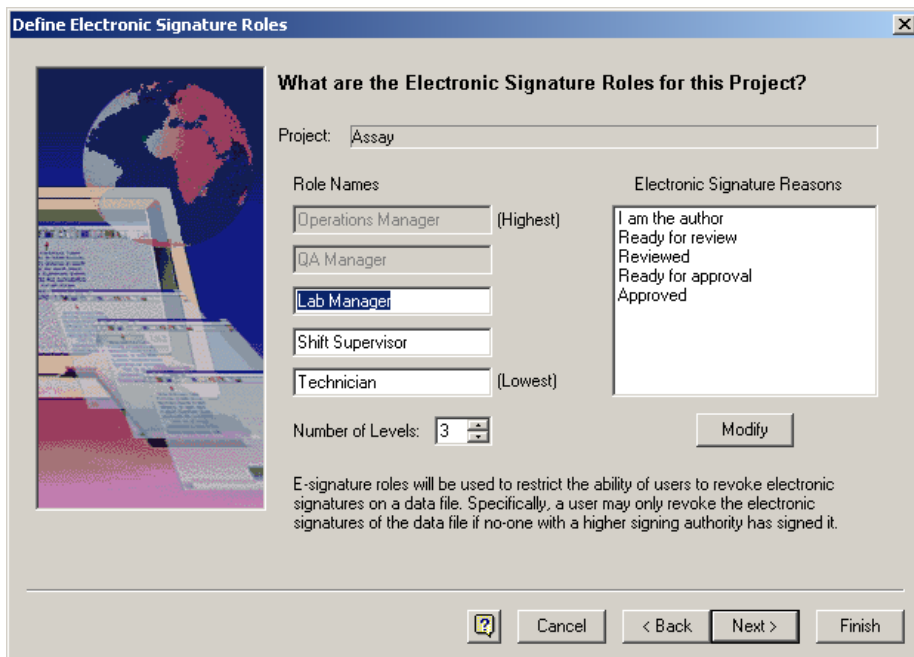 Define Electronic Signature Roles
What are the Electronic Signature Roles for this Project?
Project: Assay
Role Names
Electronic Signature Reasons
Operations Manager (Highest)
QA Manager
Lab Manager
Shift Supervisor
Technician (Lowest)
I am the author
Ready for review
Reviewed
Ready for approval
Approved
Number of Levels: 3
Modify
E-signature roles will be used to restrict the ability of users to revoke electronic
signatures on a data file. Specifically, a user may only revoke the electronic
signatures of the data file if no-one with a higher signing authority has signed it.
? Cancel < Back Next > Finish